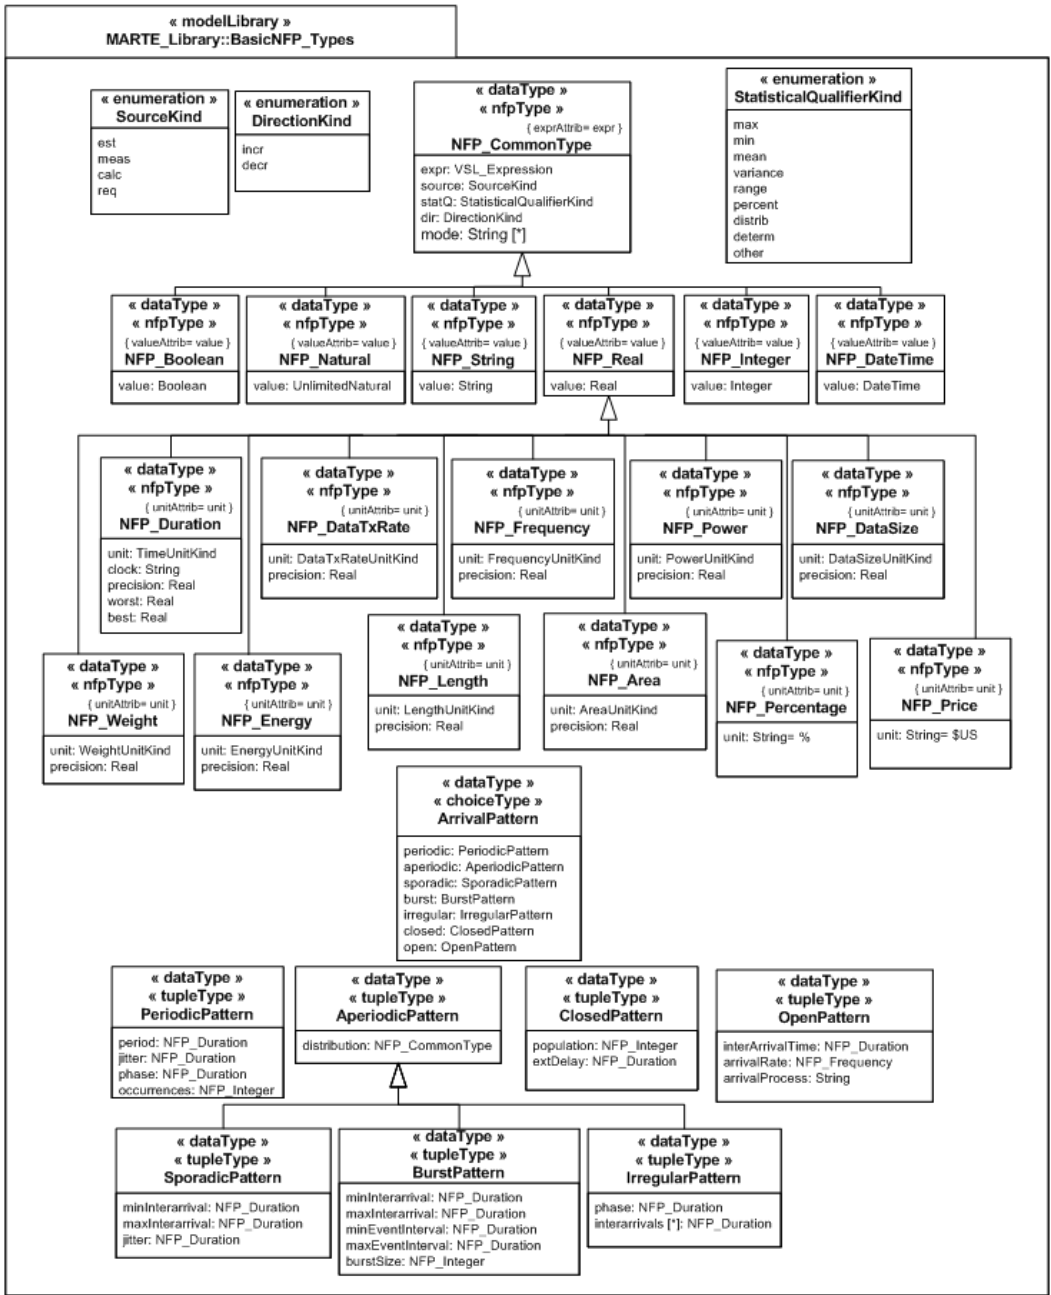 « modelLibrary »
MARTE_Library::BasicNFP_Types
« enumeration »
SourceKind
est
meas
calc
req
« enumeration »
DirectionKind
incr
decr
« dataType »
« nfpType »
{ exprAttrib= expr }
NFP_CommonType
expr: VSL_Expression
source: SourceKind
statQ: StatisticalQualifierKind
dir: DirectionKind
mode: String [*]
« enumeration »
StatisticalQualifierKind
max
min
mean
variance
range
percent
distrib
determ
other
« dataType »
« nfpType »
{ valueAttrib= value }
NFP_Boolean
value: Boolean
« dataType »
« nfpType »
{ valueAttrib= value }
NFP_Natural
value: UnlimitedNatural
« dataType »
« nfpType »
{ valueAttrib= value }
NFP_String
value: String
« dataType »
« nfpType »
{ valueAttrib= value }
NFP_Real
value: Real
« dataType »
« nfpType »
{ valueAttrib= value }
NFP_Integer
value: Integer
« dataType »
« nfpType »
{ valueAttrib= value }
NFP_DateTime
value: DateTime
« dataType »
« nfpType »
{ unitAttrib= unit }
NFP_Duration
unit: TimeUnitKind
clock: String
precision: Real
worst: Real
best: Real
« dataType »
« nfpType »
{ unitAttrib= unit }
NFP_DataTxRate
unit: DataTxRateUnitKind
precision: Real
« dataType »
« nfpType »
{ unitAttrib= unit }
NFP_Frequency
unit: FrequencyUnitKind
precision: Real
« dataType »
« nfpType »
{ unitAttrib= unit }
NFP_Power
unit: PowerUnitKind
precision: Real
« dataType »
« nfpType »
{ unitAttrib= unit }
NFP_DataSize
unit: DataSizeUnitKind
precision: Real
« dataType »
« nfpType »
{ unitAttrib= unit }
NFP_Weight
unit: WeightUnitKind
precision: Real
« dataType »
« nfpType »
{ unitAttrib= unit }
NFP_Energy
unit: EnergyUnitKind
precision: Real
« dataType »
« nfpType »
{ unitAttrib= unit }
NFP_Length
unit: LengthUnitKind
precision: Real
« dataType »
« nfpType »
{ unitAttrib= unit }
NFP_Area
unit: AreaUnitKind
precision: Real
« dataType »
« nfpType »
{ unitAttrib= unit }
NFP_Percentage
unit: String= %
« dataType »
« nfpType »
{ unitAttrib= unit }
NFP_Price
unit: String= $US
« dataType »
« choiceType »
ArrivalPattern
periodic: PeriodicPattern
aperiodic: AperiodicPattern
sporadic: SporadicPattern
burst: BurstPattern
irregular: IrregularPattern
closed: ClosedPattern
open: OpenPattern
« dataType »
« tupleType »
PeriodicPattern
period: NFP_Duration
jitter: NFP_Duration
phase: NFP_Duration
occurrences: NFP_Integer
« dataType »
« tupleType »
AperiodicPattern
distribution: NFP_CommonType
« dataType »
« tupleType »
ClosedPattern
population: NFP_Integer
extDelay: NFP_Duration
« dataType »
« tupleType »
OpenPattern
interArrivalTime: NFP_Duration
arrivalRate: NFP_Frequency
arrivalProcess: String
« dataType »
« tupleType »
SporadicPattern
minInterarrival: NFP_Duration
maxInterarrival: NFP_Duration
jitter: NFP_Duration
« dataType »
« tupleType »
BurstPattern
minInterarrival: NFP_Duration
maxInterarrival: NFP_Duration
minEventInterval: NFP_Duration
maxEventInterval: NFP_Duration
burstSize: NFP_Integer
« dataType »
« tupleType »
IrregularPattern
phase: NFP_Duration
interarrivals [*]: NFP_Duration